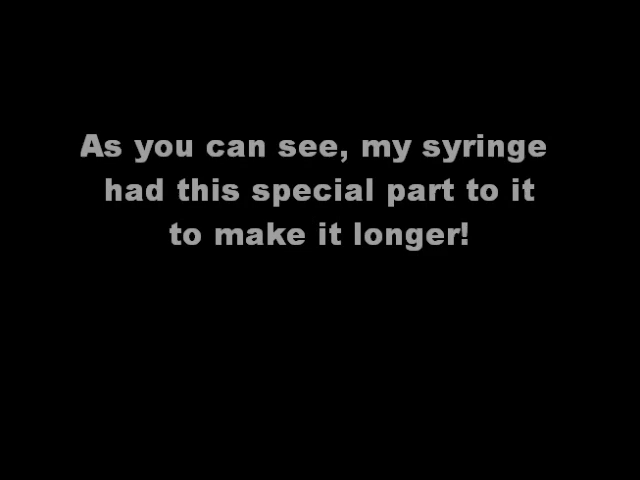 As you can see, my syringe
had this special part to it
to make it longer!